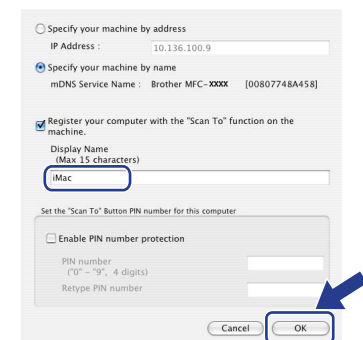 Specify your machine by address
IP Address :    10.136.100.9
Specify your machine by name
mDNS Service Name :    Brother MFC-XXXX    [00807748A458]
Register your computer with the "Scan To" function on the
machine.
Display Name
(Max 15 characters)
iMac
Set the "Scan To" Button PIN number for this computer
Enable PIN number protection
PIN number
("0" – "9", 4 digits)
Retype PIN number
Cancel    OK